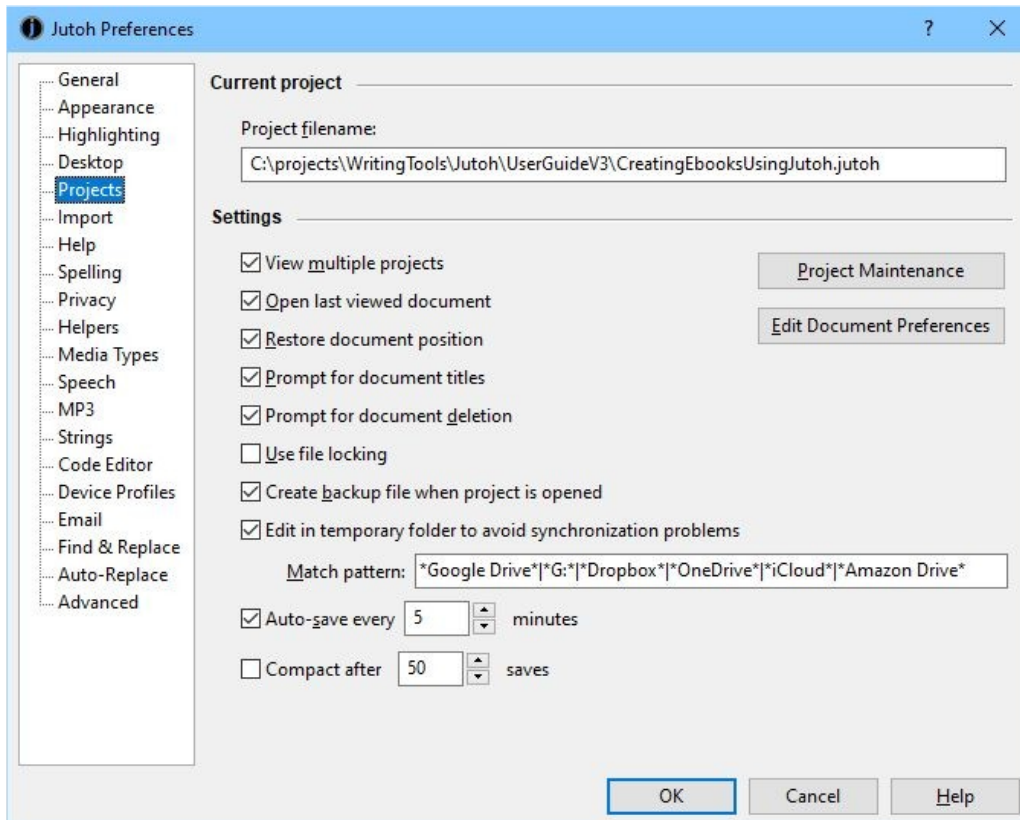 Jutoh Preferences
?
General
Appearance
Highlighting
Desktop
Projects
Import
Help
Spelling
Privacy
Helpers
Media Types
Speech
MP3
Strings
Code Editor
Device Profiles
Email
Find & Replace
Auto-Replace
Advanced
Current project
Project filename:
C:\projects\WritingTools\Jutoh\UserGuideV3\CreatingEbooksUsingJutoh.jutoh
Settings
View multiple projects
Project Maintenance
Open last viewed document
Edit Document Preferences
Restore document position
Prompt for document titles
Prompt for document deletion
Use file locking
Create backup file when project is opened
Edit in temporary folder to avoid synchronization problems
Match pattern: *Google Drive*|*G:*|*Dropbox*|*OneDrive*|*iCloud*|*Amazon Drive*
Auto-save every 5 minutes
Compact after 50 saves
OK Cancel Help